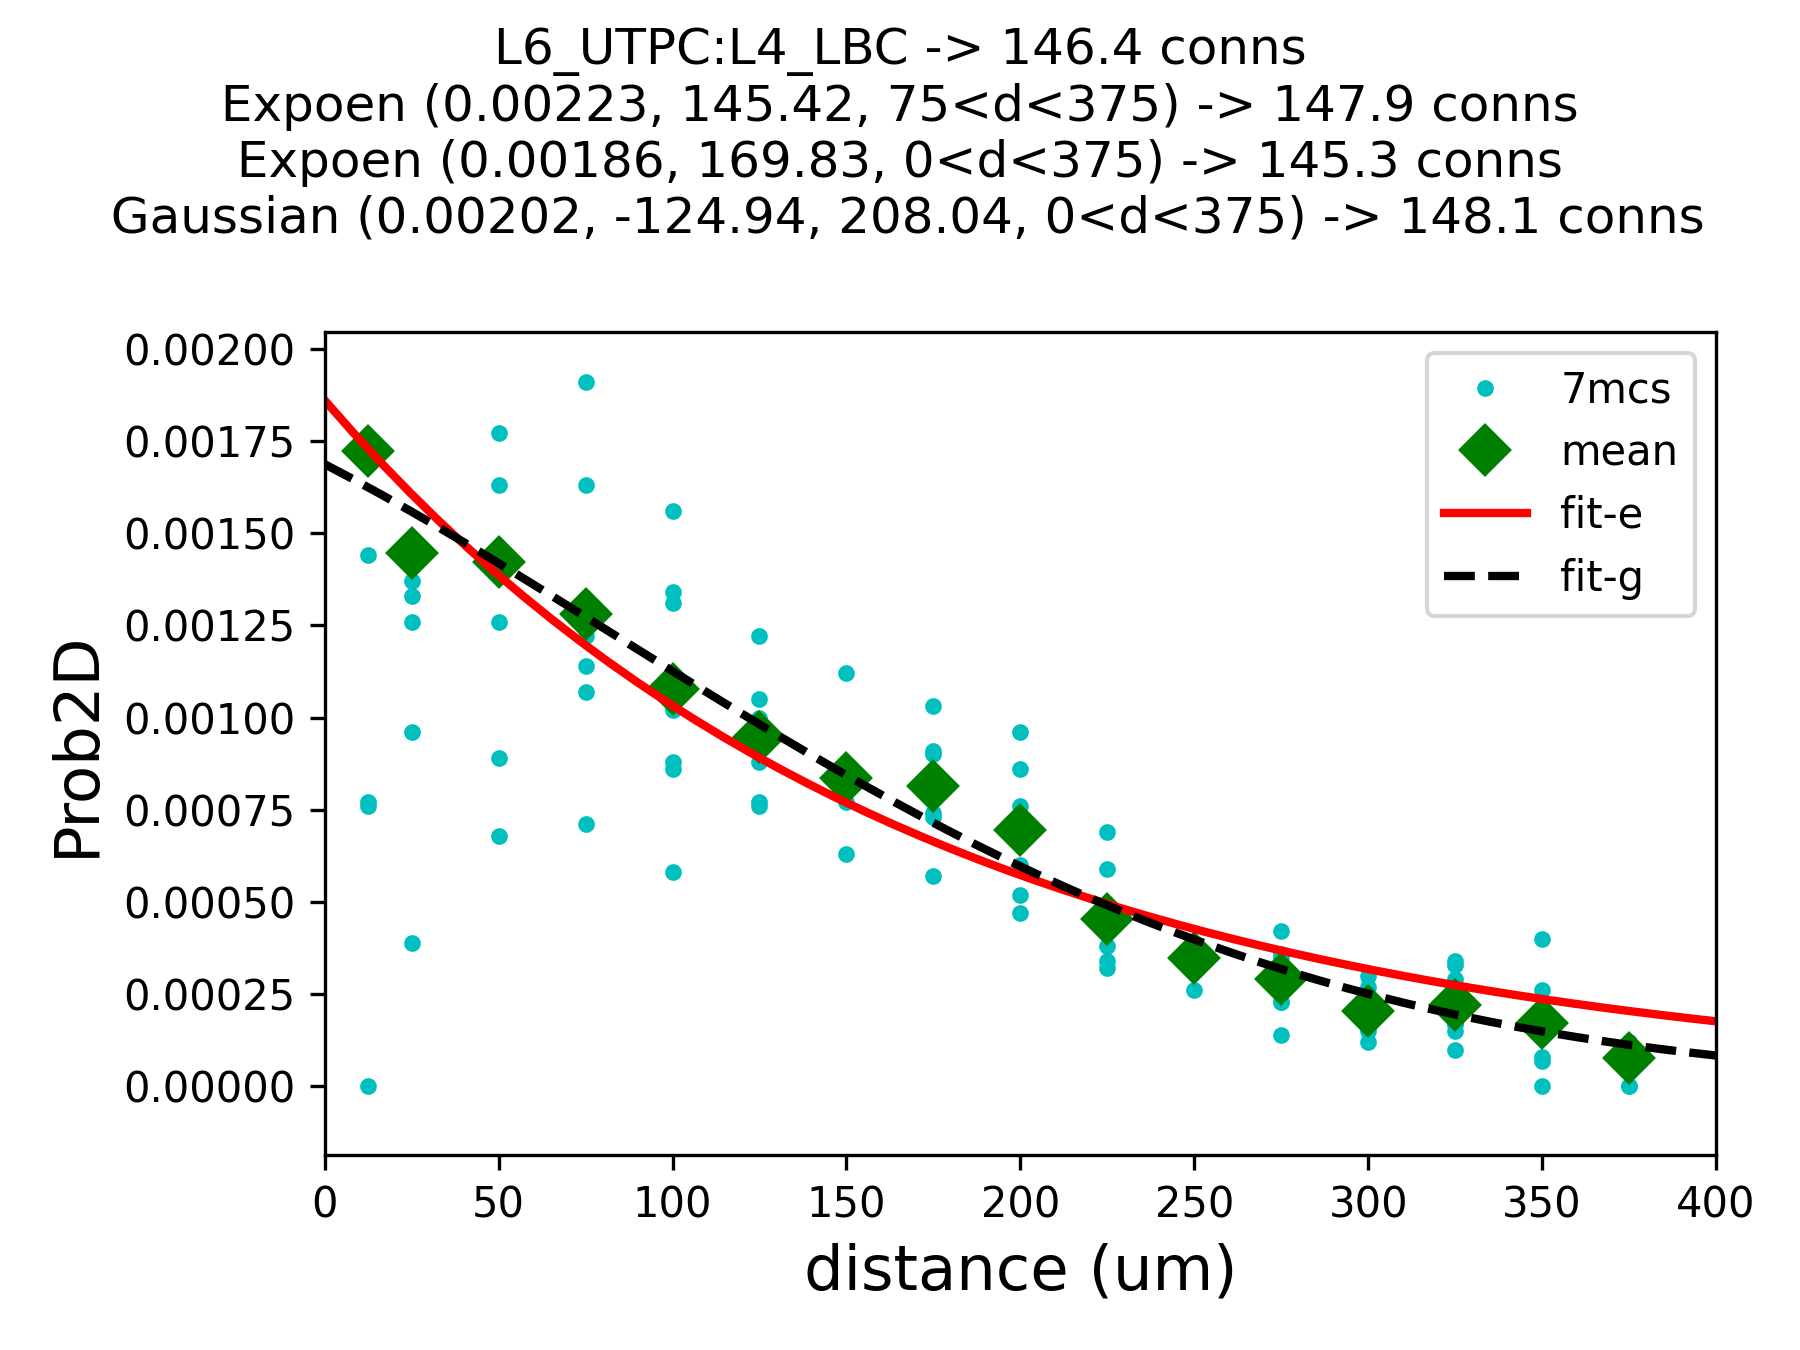 L6_UTPC:L4_LBC -> 146.4 conns
Expoen (0.00223, 145.42, 75<d<375) -> 147.9 conns
Expoen (0.00186, 169.83, 0<d<375) -> 145.3 conns
Gaussian (0.00202, -124.94, 208.04, 0<d<375) -> 148.1 conns
0.00200
0.00175
0.00150
0.00125
0.00100
0.00075
0.00050
0.00025
0.00000
Prob2D
7mcs
mean
fit-e
fit-g
0 50 100 150 200 250 300 350 400
distance (um)